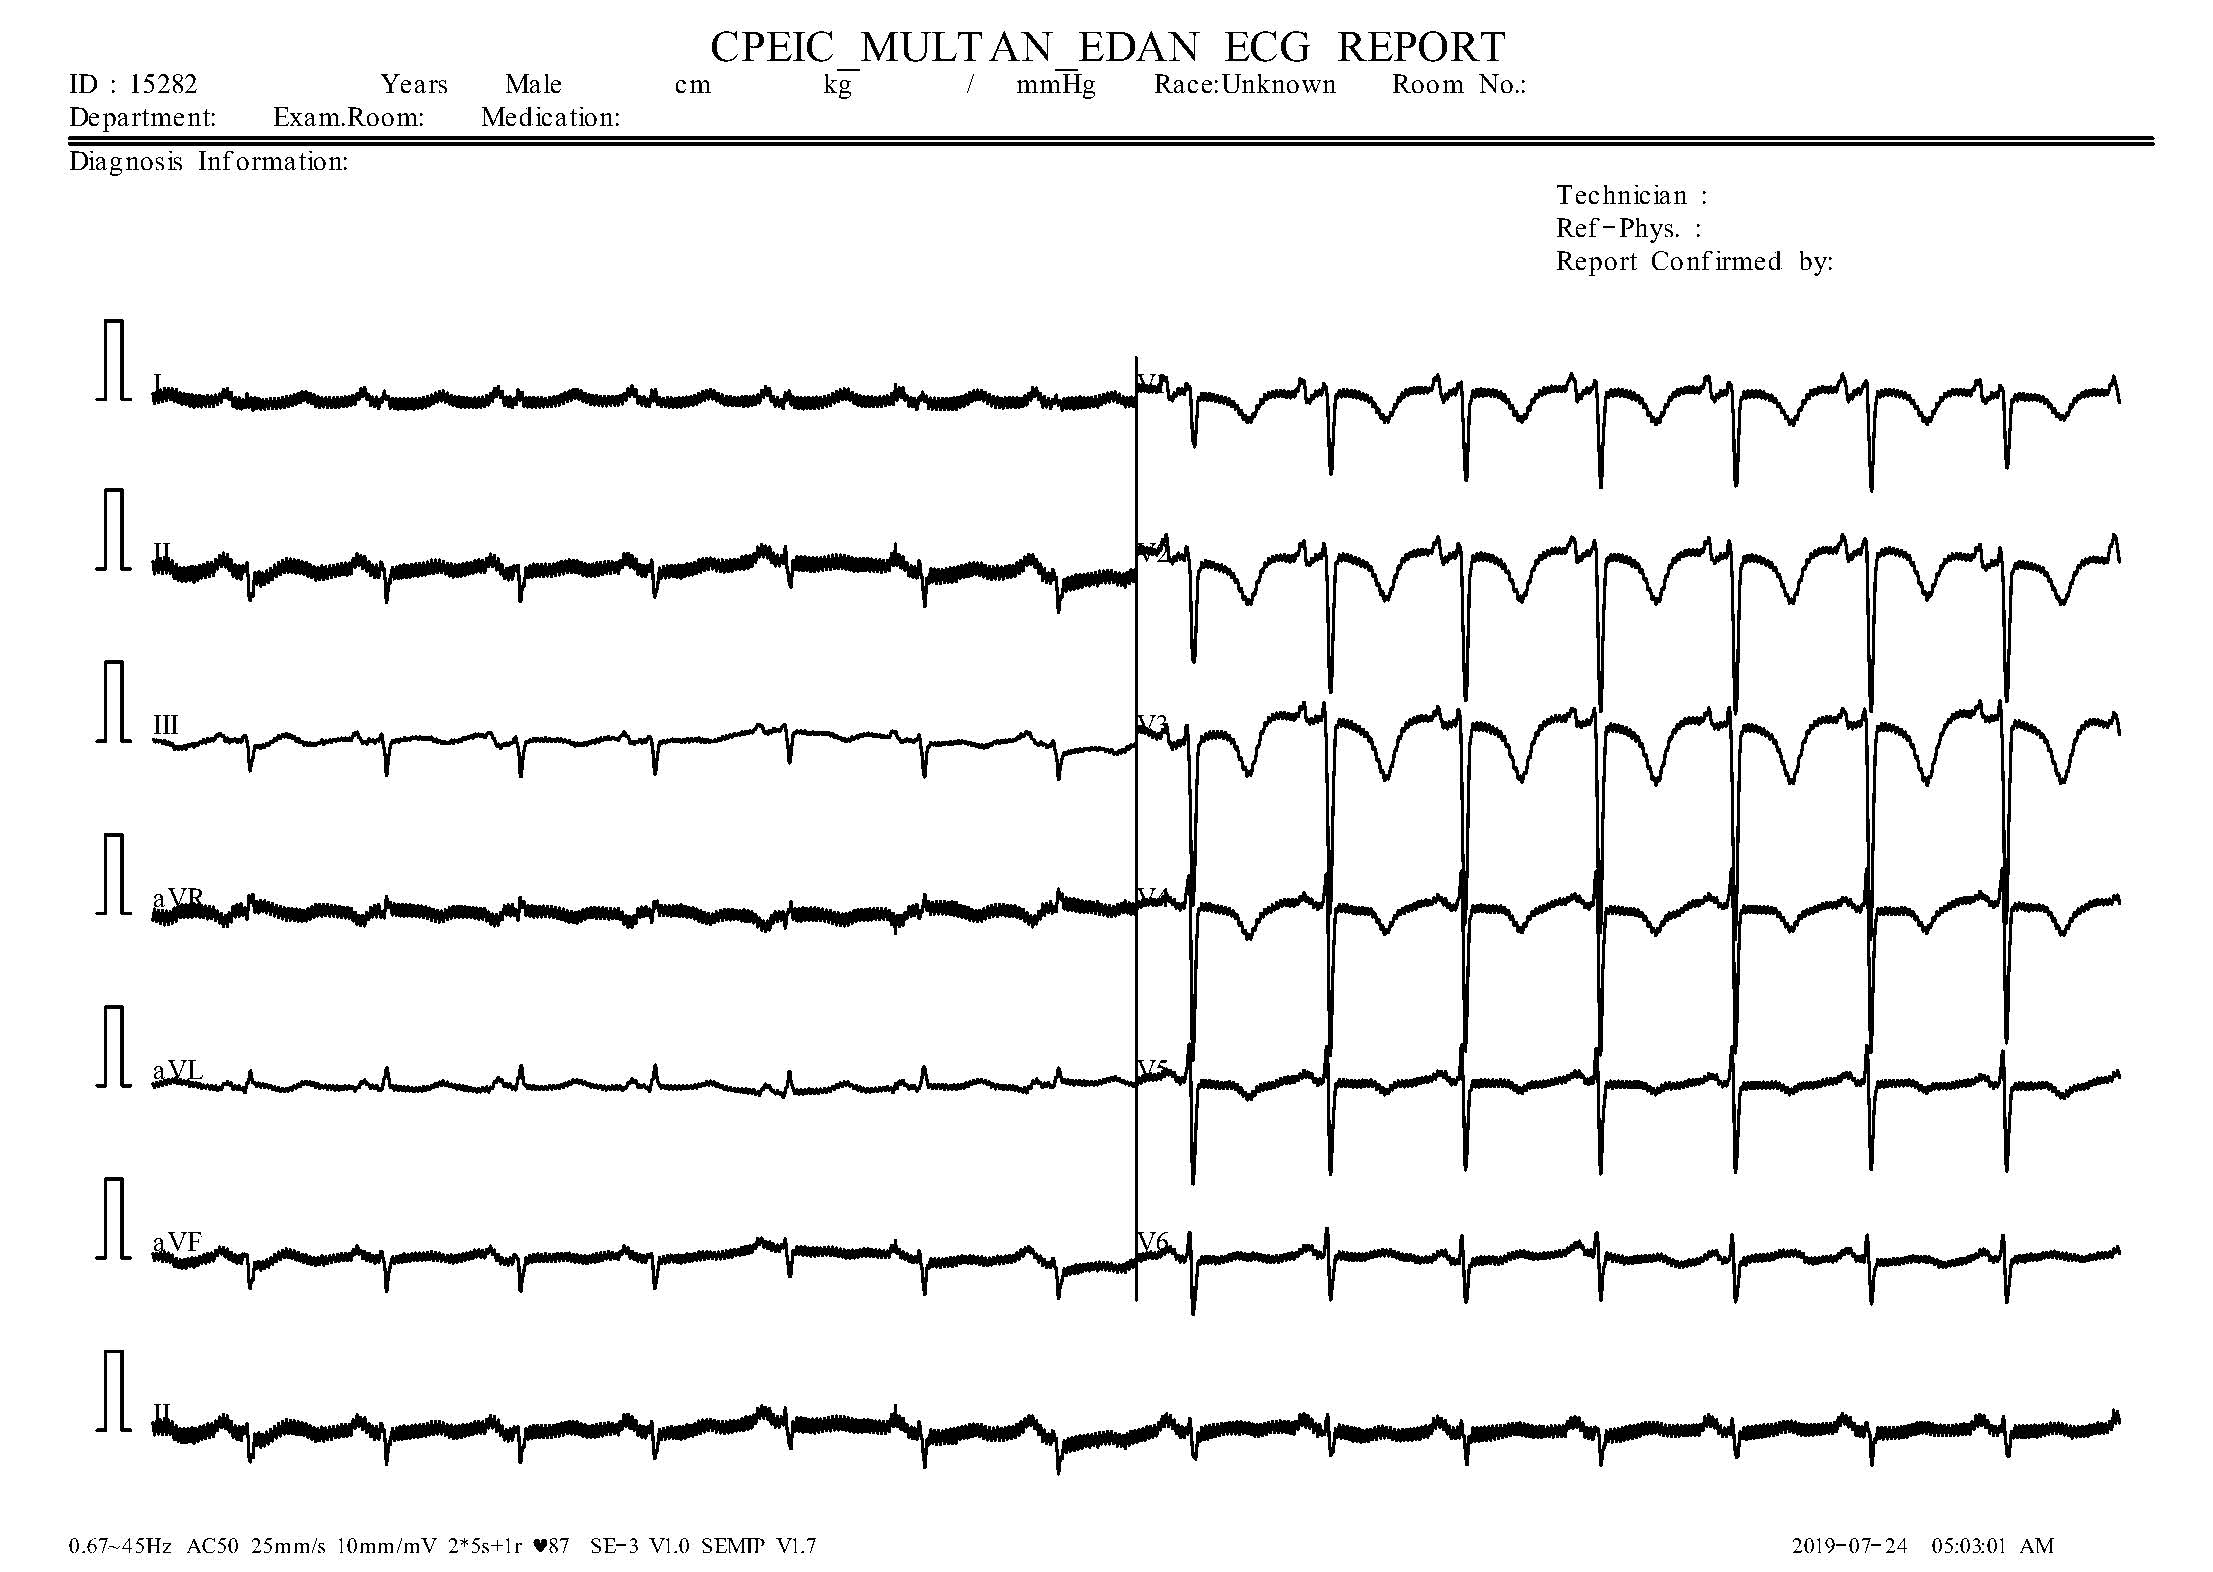 CPEIC_MULTAN_EDAN ECG REPORT
ID : 15282 Years Male cm kg / mmHg Race:Unknown Room No.:
Department: Exam.Room: Medication:
Diagnosis Information:
Technician :
Ref-Phys. :
Report Confirmed by:
I V1
II V2
III V3
aVR V4
aVL V5
aVF V6
II
0.67~45Hz AC50 25mm/s 10mm/mV 2*5s+1r ♥87 SE-3 V1.0 SEMIP V1.7 2019-07-24 05:03:01 AM